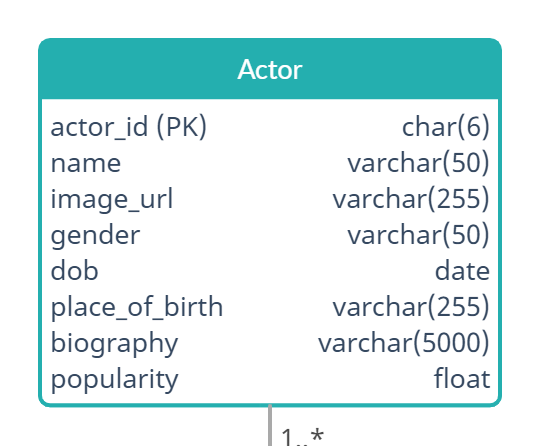 Actor
actor_id (PK) char(6)
name varchar(50)
image_url varchar(255)
gender varchar(50)
dob date
place_of_birth varchar(255)
biography varchar(5000)
popularity float
1..*